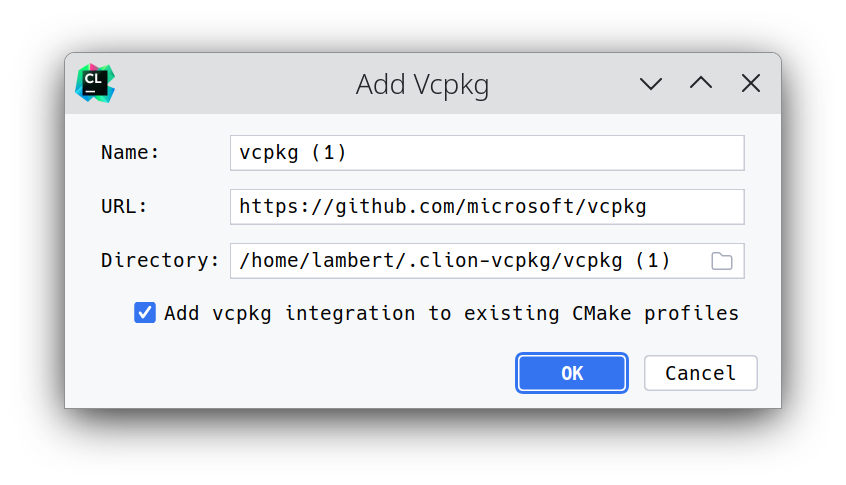 CL
Add Vcpkg
Name: vcpkg (1)
URL: https://github.com/microsoft/vcpkg
Directory: /home/lambert/.clion-vcpkg/vcpkg (1)
Add vcpkg integration to existing CMake profiles
OK Cancel